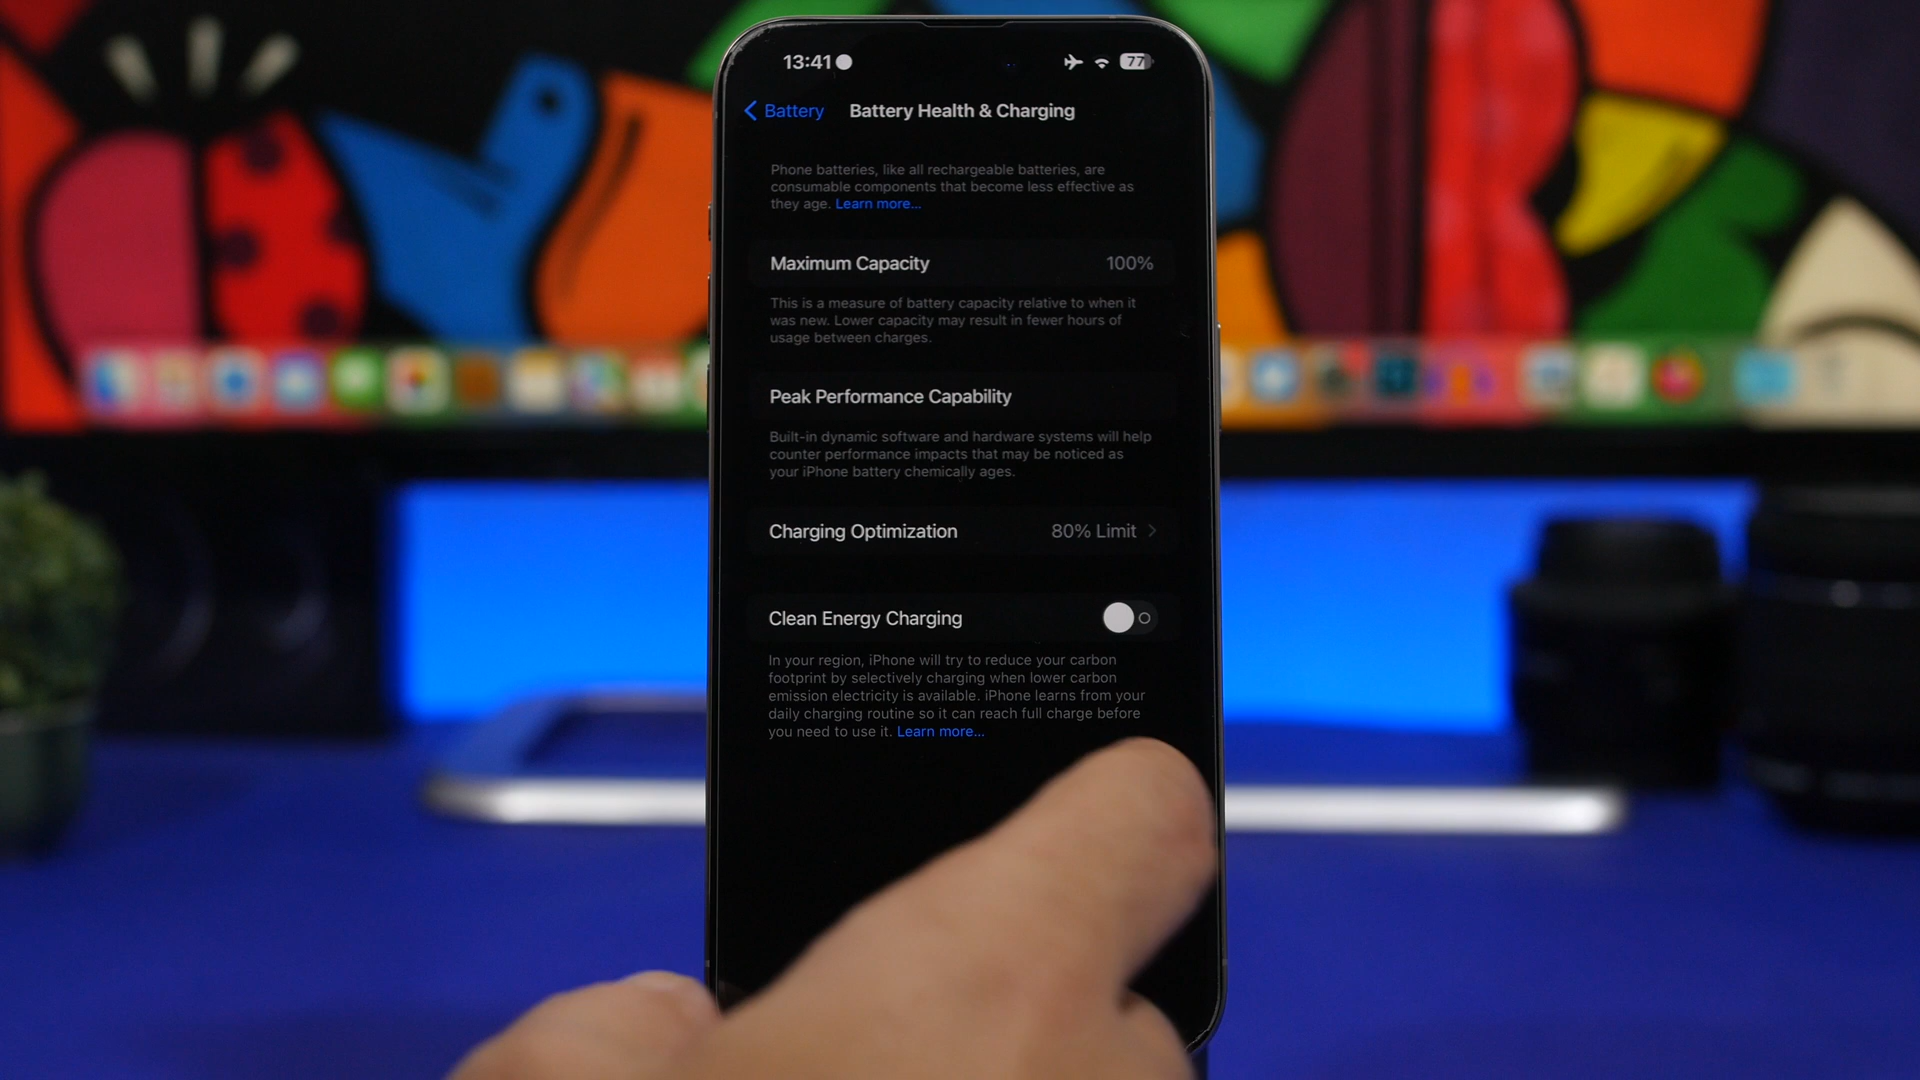 13:41
77
Battery
Battery Health & Charging
Phone batteries, like all rechargeable batteries, are
consumable components that become less effective as
they age. Learn more...
Maximum Capacity 100%
This is a measure of battery capacity relative to when it
was new. Lower capacity may result in fewer hours of
usage between charges.
Peak Performance Capability
Built-in dynamic software and hardware systems will help
counter performance impacts that may be noticed as
your iPhone battery chemically ages.
Charging Optimization 80% Limit
Clean Energy Charging
In your region, iPhone will try to reduce your carbon
footprint by selectively charging when lower carbon
emission electricity is available. iPhone learns from your
daily charging routine so it can reach full charge before
you need to use it. Learn more...